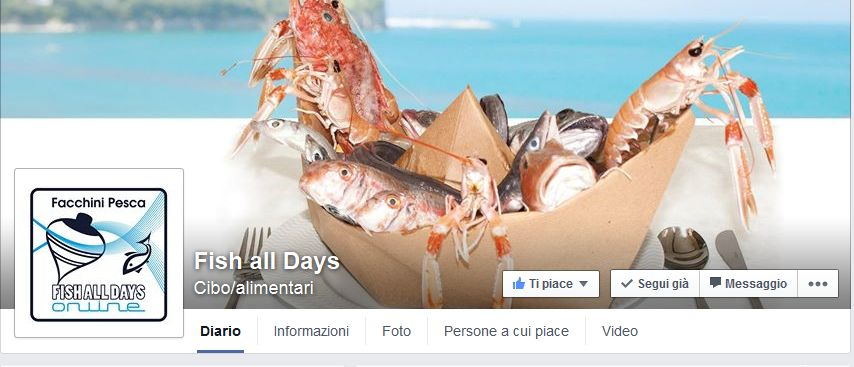 Facchini Pesca
FISH ALL DAYS
online
Fish all Days
Cibo/alimentari
Ti piace
Segui già
Messaggio
Diario
Informazioni
Foto
Persone a cui piace
Video